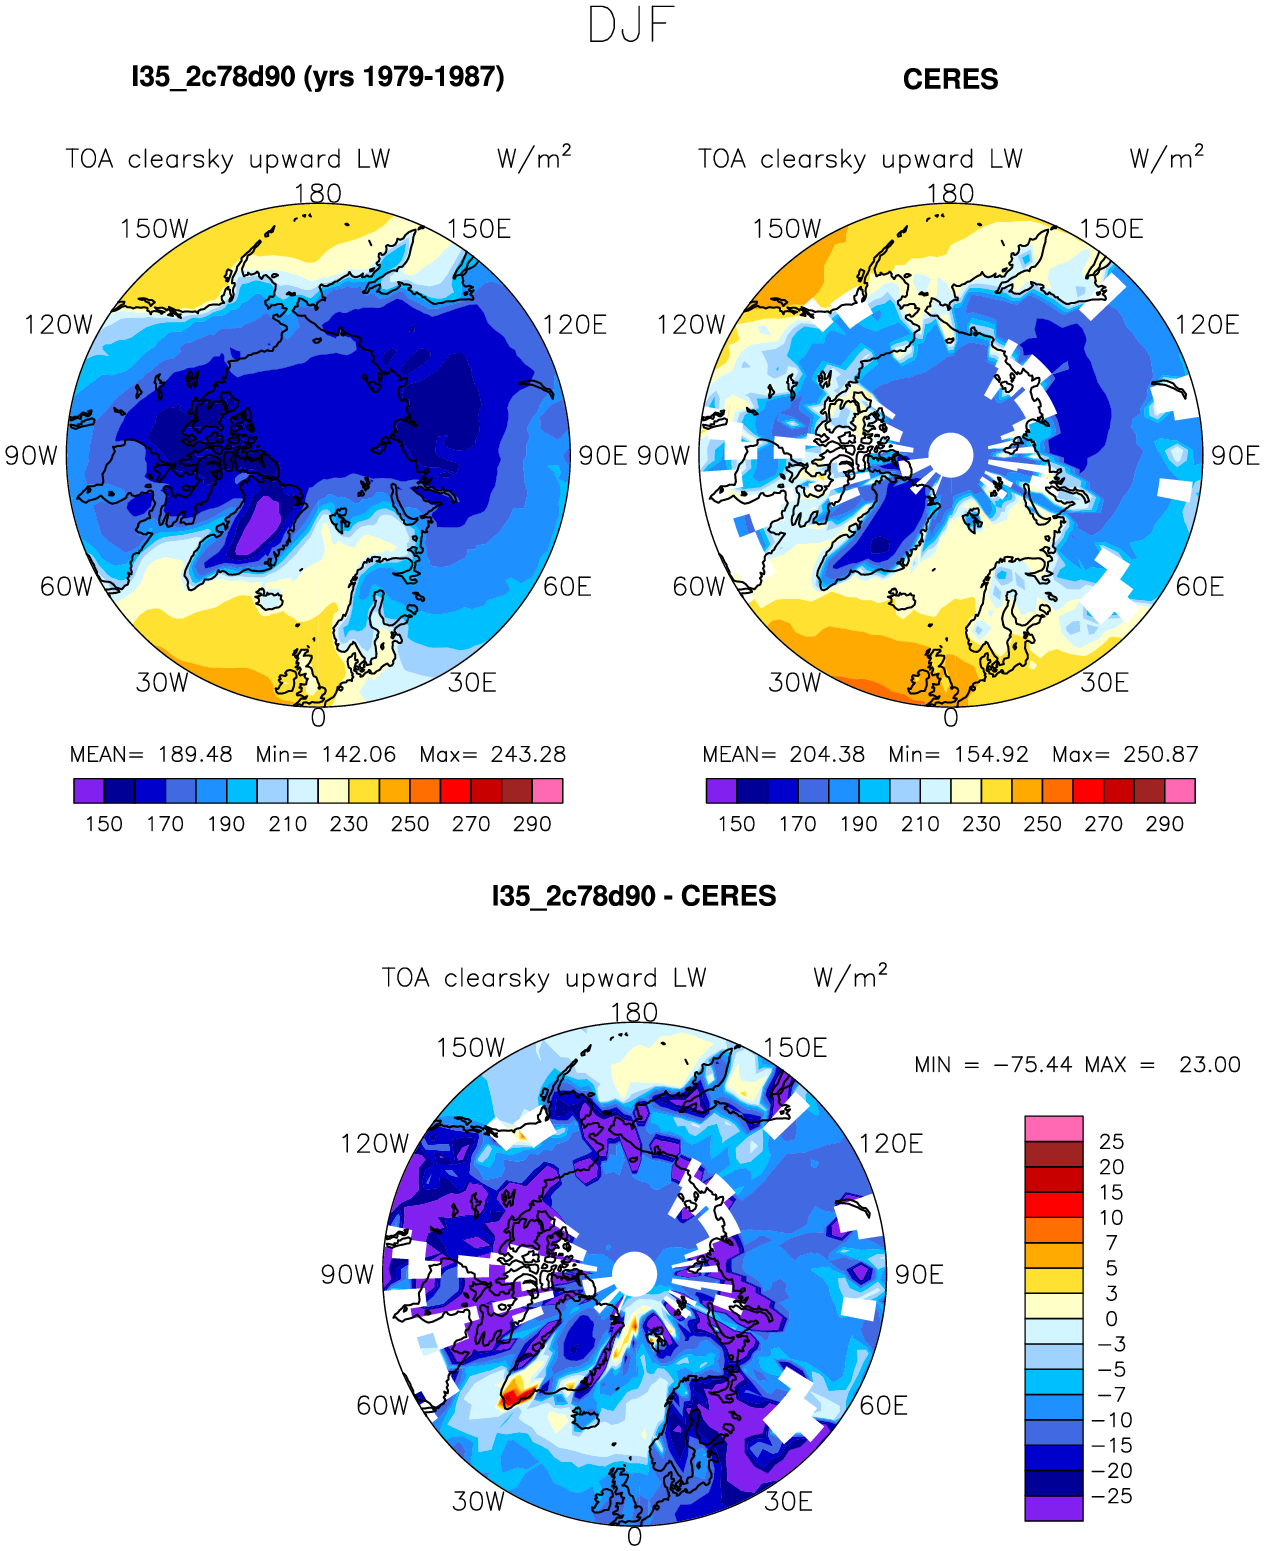 DJF
I35_2c78d90 (yrs 1979-1987)
CERES
TOA clearsky upward LW W/m²
TOA clearsky upward LW W/m²
180
180
150W 150E
150W 150E
120W 120E
120W 120E
90W 90E
90W 90E
60W 60E
60W 60E
30W 30E
30W 30E
0
0
MEAN= 189.48 Min= 142.06 Max= 243.28
MEAN= 204.38 Min= 154.92 Max= 250.87
150 170 190 210 230 250 270 290
150 170 190 210 230 250 270 290
I35_2c78d90 - CERES
TOA clearsky upward LW W/m²
180
150W 150E
MIN = −75.44 MAX = 23.00
120W 120E
90W 90E
60W 60E
30W 30E
0
25
20
15
10
7
5
3
0
−3
−5
−7
−10
−15
−20
−25